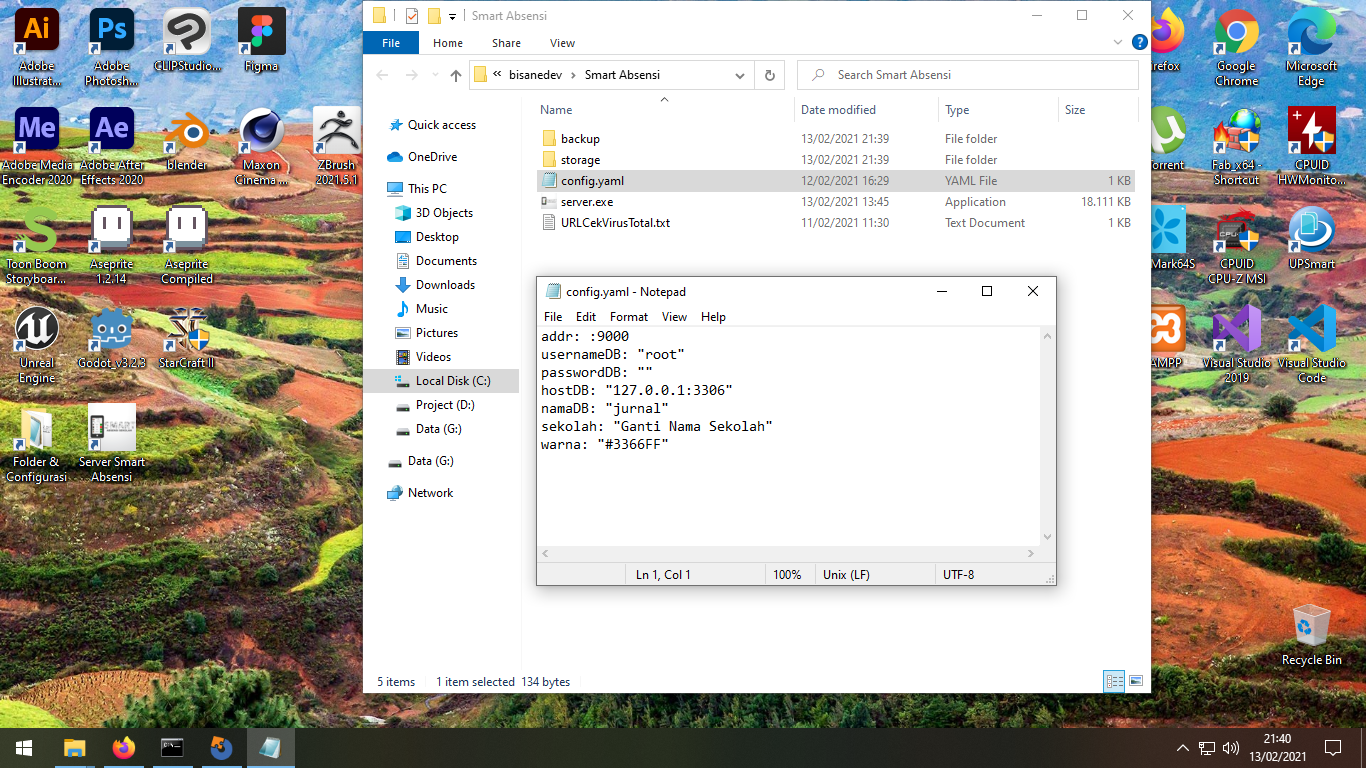 Adobe Illustrat...
Adobe Photosh...
CLIPStudio...
Figma
Adobe Media Encoder 2020
Adobe After Effects 2020
Blender
Maxon Cinema ...
ZBrush 2021.5.1
Toon Boom Storyboar...
Aseprite 1.2.14
Aseprite Compiled
Unreal Engine
Godot_v3.2.3
StarCraft II
Folder & Configurasi
Server Smart Absensi
Smart Absensi
File
Home
Share
View
bisanedev
Smart Absensi
Search Smart Absensi
Quick access
OneDrive
This PC
3D Objects
Desktop
Documents
Downloads
Music
Pictures
Videos
Local Disk (C:)
Project (D:)
Data (G:)
Data (G:)
Network
Name Date modified Type Size
backup 13/02/2021 21:39 File folder
storage 13/02/2021 21:39 File folder
config.yaml 12/02/2021 16:29 YAML File 1 KB
server.exe 13/02/2021 13:45 Application 18.111 KB
URLCekVirusTotal.txt 11/02/2021 11:30 Text Document 1 KB
config.yaml - Notepad
File Edit Format View Help
addr: :9000
usernameDB: "root"
passwordDB: ""
hostDB: "127.0.0.1:3306"
namaDB: "jurnal"
sekolah: "Ganti Nama Sekolah"
warna: "#3366FF"
Ln 1, Col 1 100% Unix (LF) UTF-8
5 items 1 item selected 134 bytes
irefox
Google Chrome
Microsoft Edge
Torrent
Fab_x64 - Shortcut
CPUID HWMonito...
Mark64S
CPUID CPU-Z MSI
UPSmart
AMPP
Visual Studio 2019
Visual Studio Code
Recycle Bin
21:40
13/02/2021